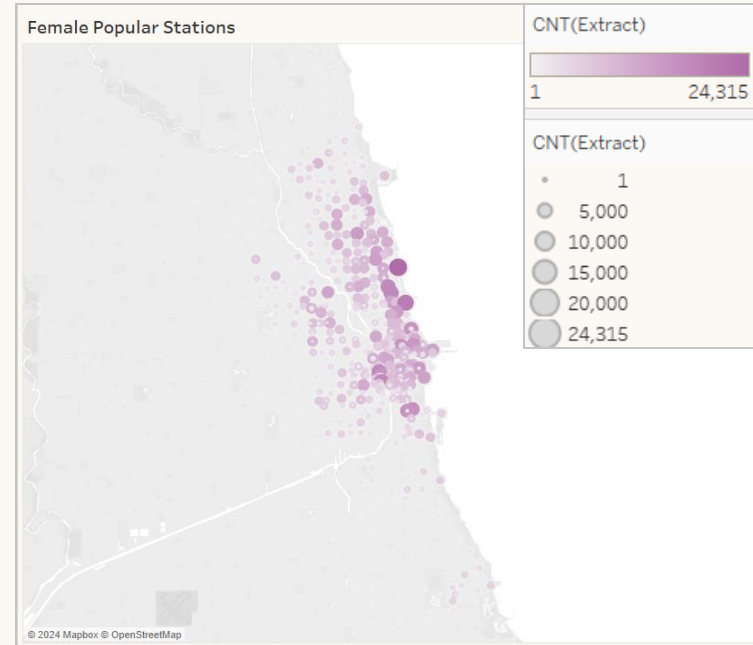 Female Popular Stations
CNT(Extract)
1 24,315
CNT(Extract)
1
5,000
10,000
15,000
20,000
24,315
© 2024 Mapbox © OpenStreetMap